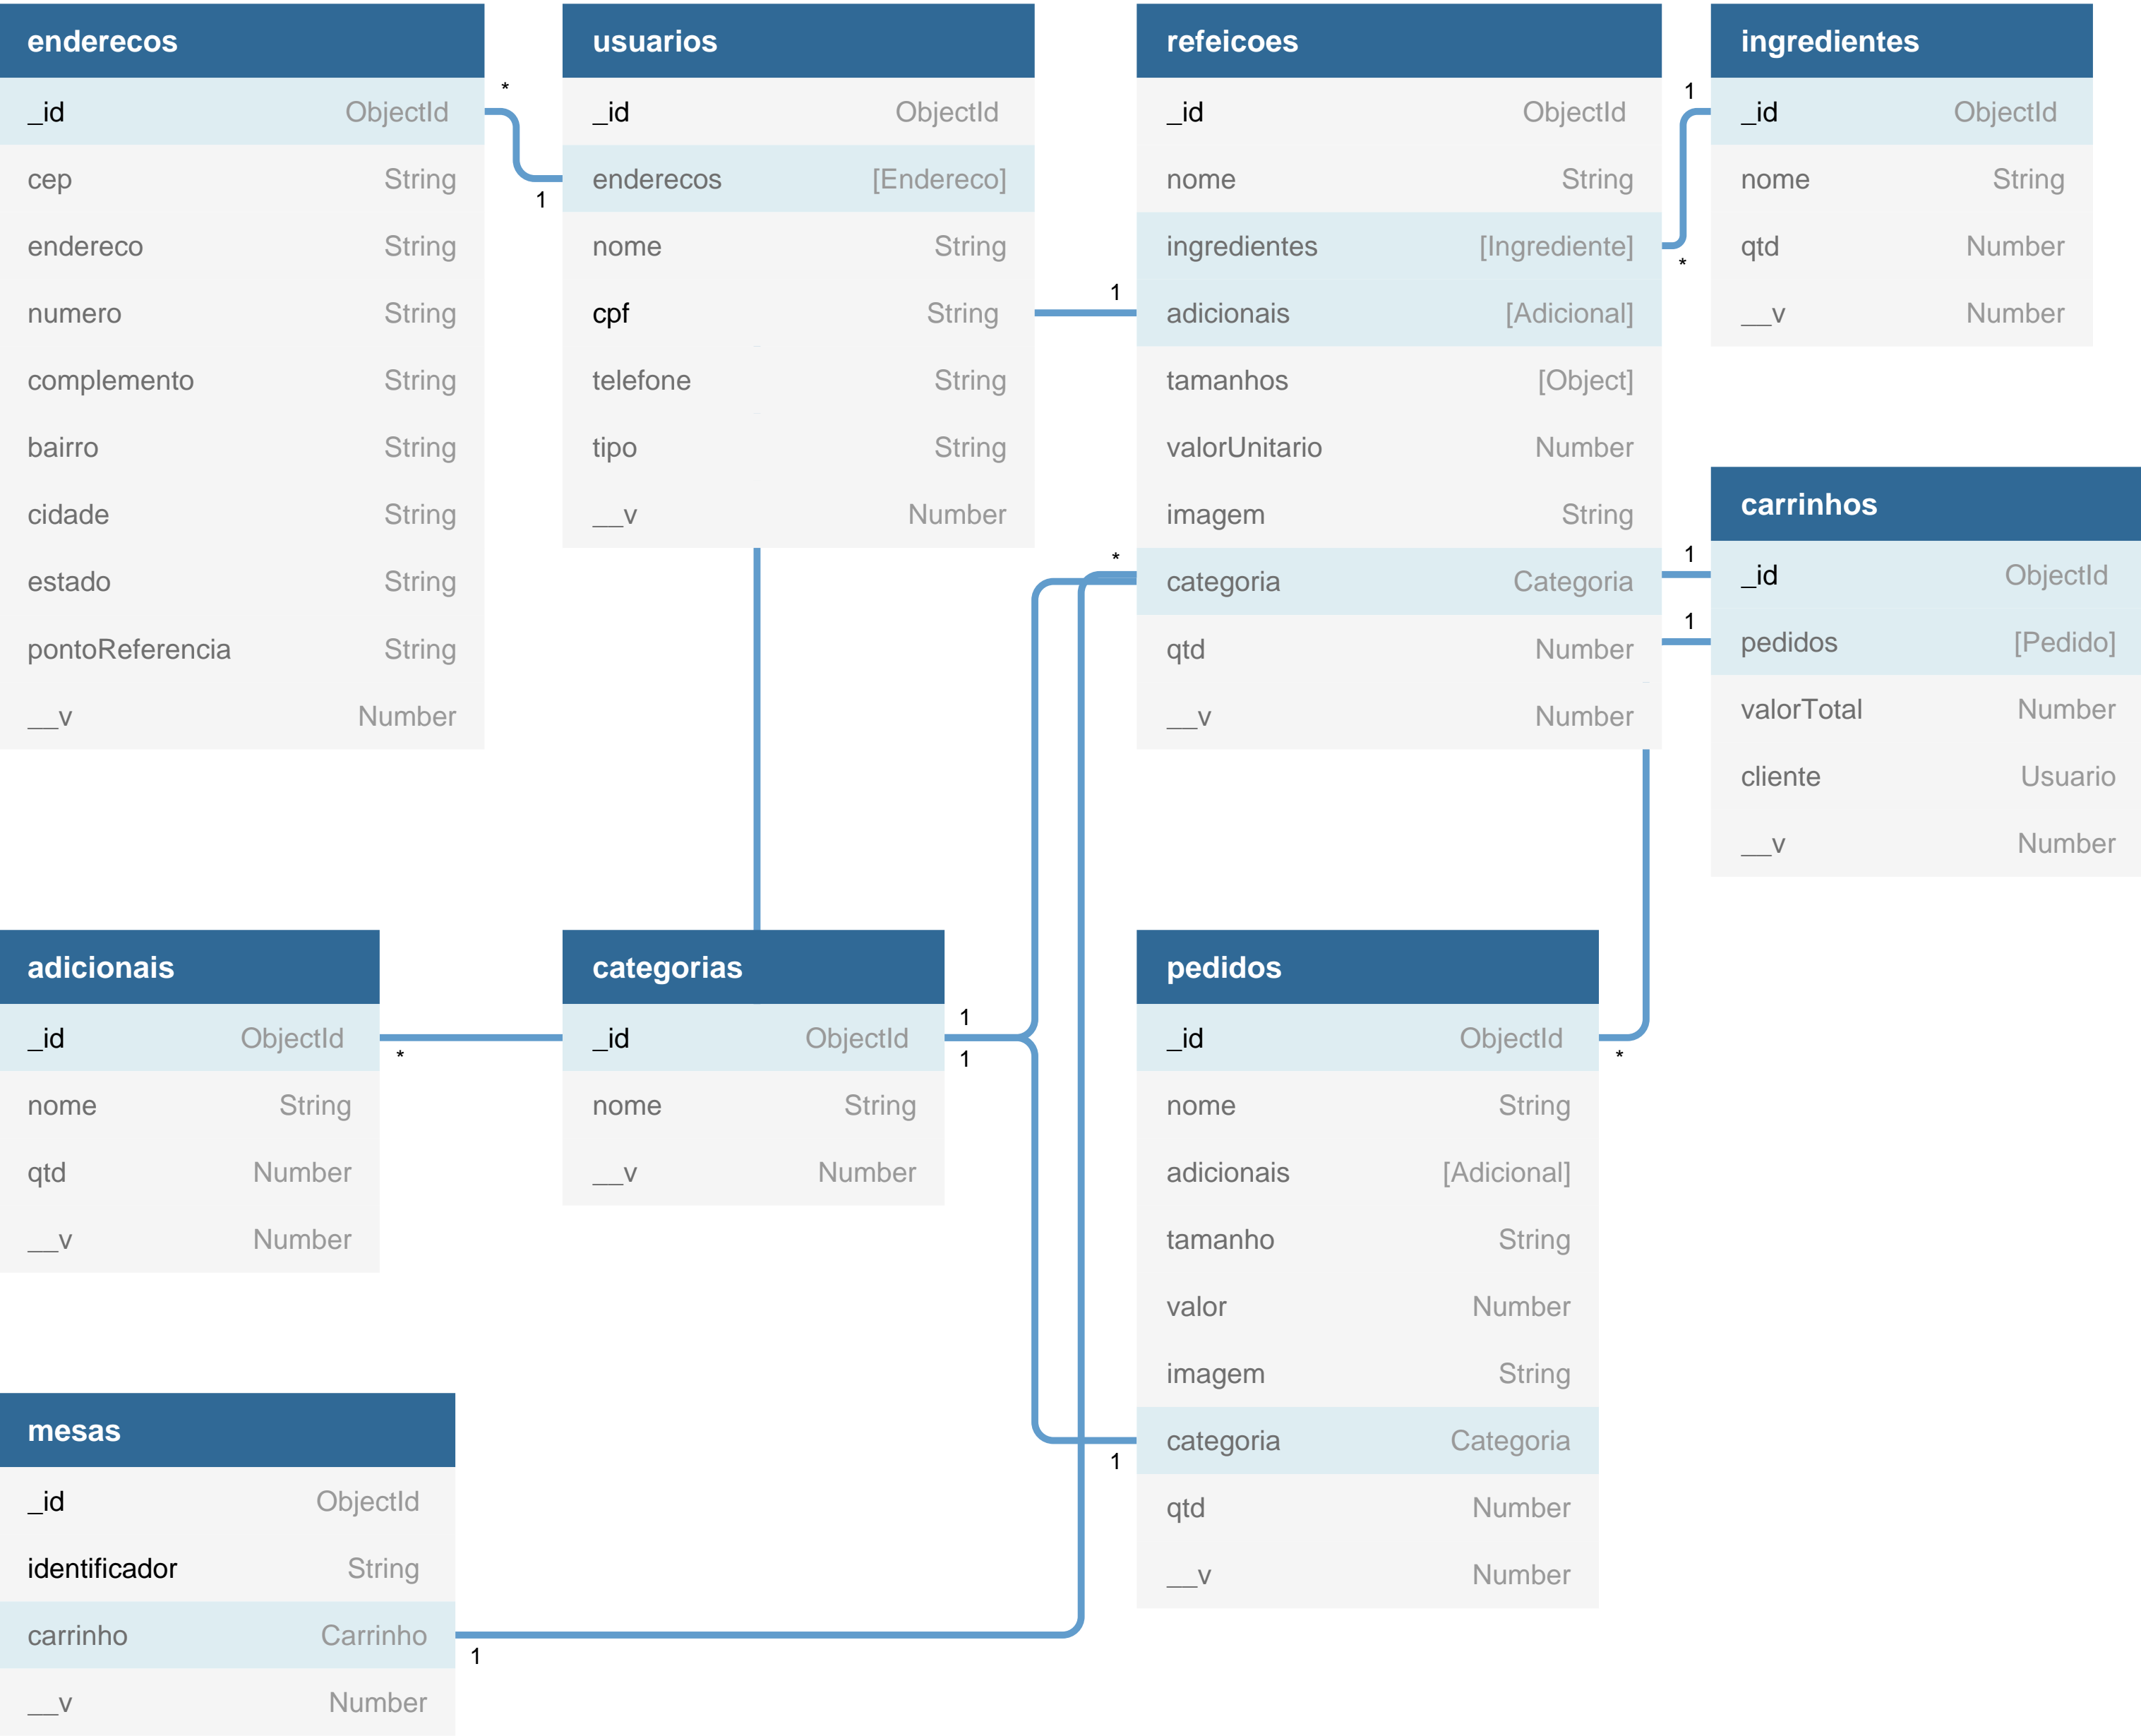 enderecos
_id ObjectId
cep String
endereco String
numero String
complemento String
bairro String
cidade String
estado String
pontoReferencia String
__v Number
*
1
usuarios
_id ObjectId
enderecos [Endereco]
nome String
cpf String
telefone String
tipo String
__v Number
1
refeicoes
_id ObjectId
nome String
ingredientes [Ingrediente]
adicionais [Adicional]
tamanhos [Object]
valorUnitario Number
imagem String
categoria Categoria
qtd Number
__v Number
*
1
*
ingredientes
_id ObjectId
nome String
qtd Number
__v Number
1
1
carrinhos
_id ObjectId
pedidos [Pedido]
valorTotal Number
cliente Usuario
__v Number
adicionais
_id ObjectId
nome String
qtd Number
__v Number
*
categorias
_id ObjectId
nome String
__v Number
1
1
pedidos
_id ObjectId
nome String
adicionais [Adicional]
tamanho String
valor Number
imagem String
categoria Categoria
qtd Number
__v Number
*
1
mesas
_id ObjectId
identificador String
carrinho Carrinho
__v Number
1